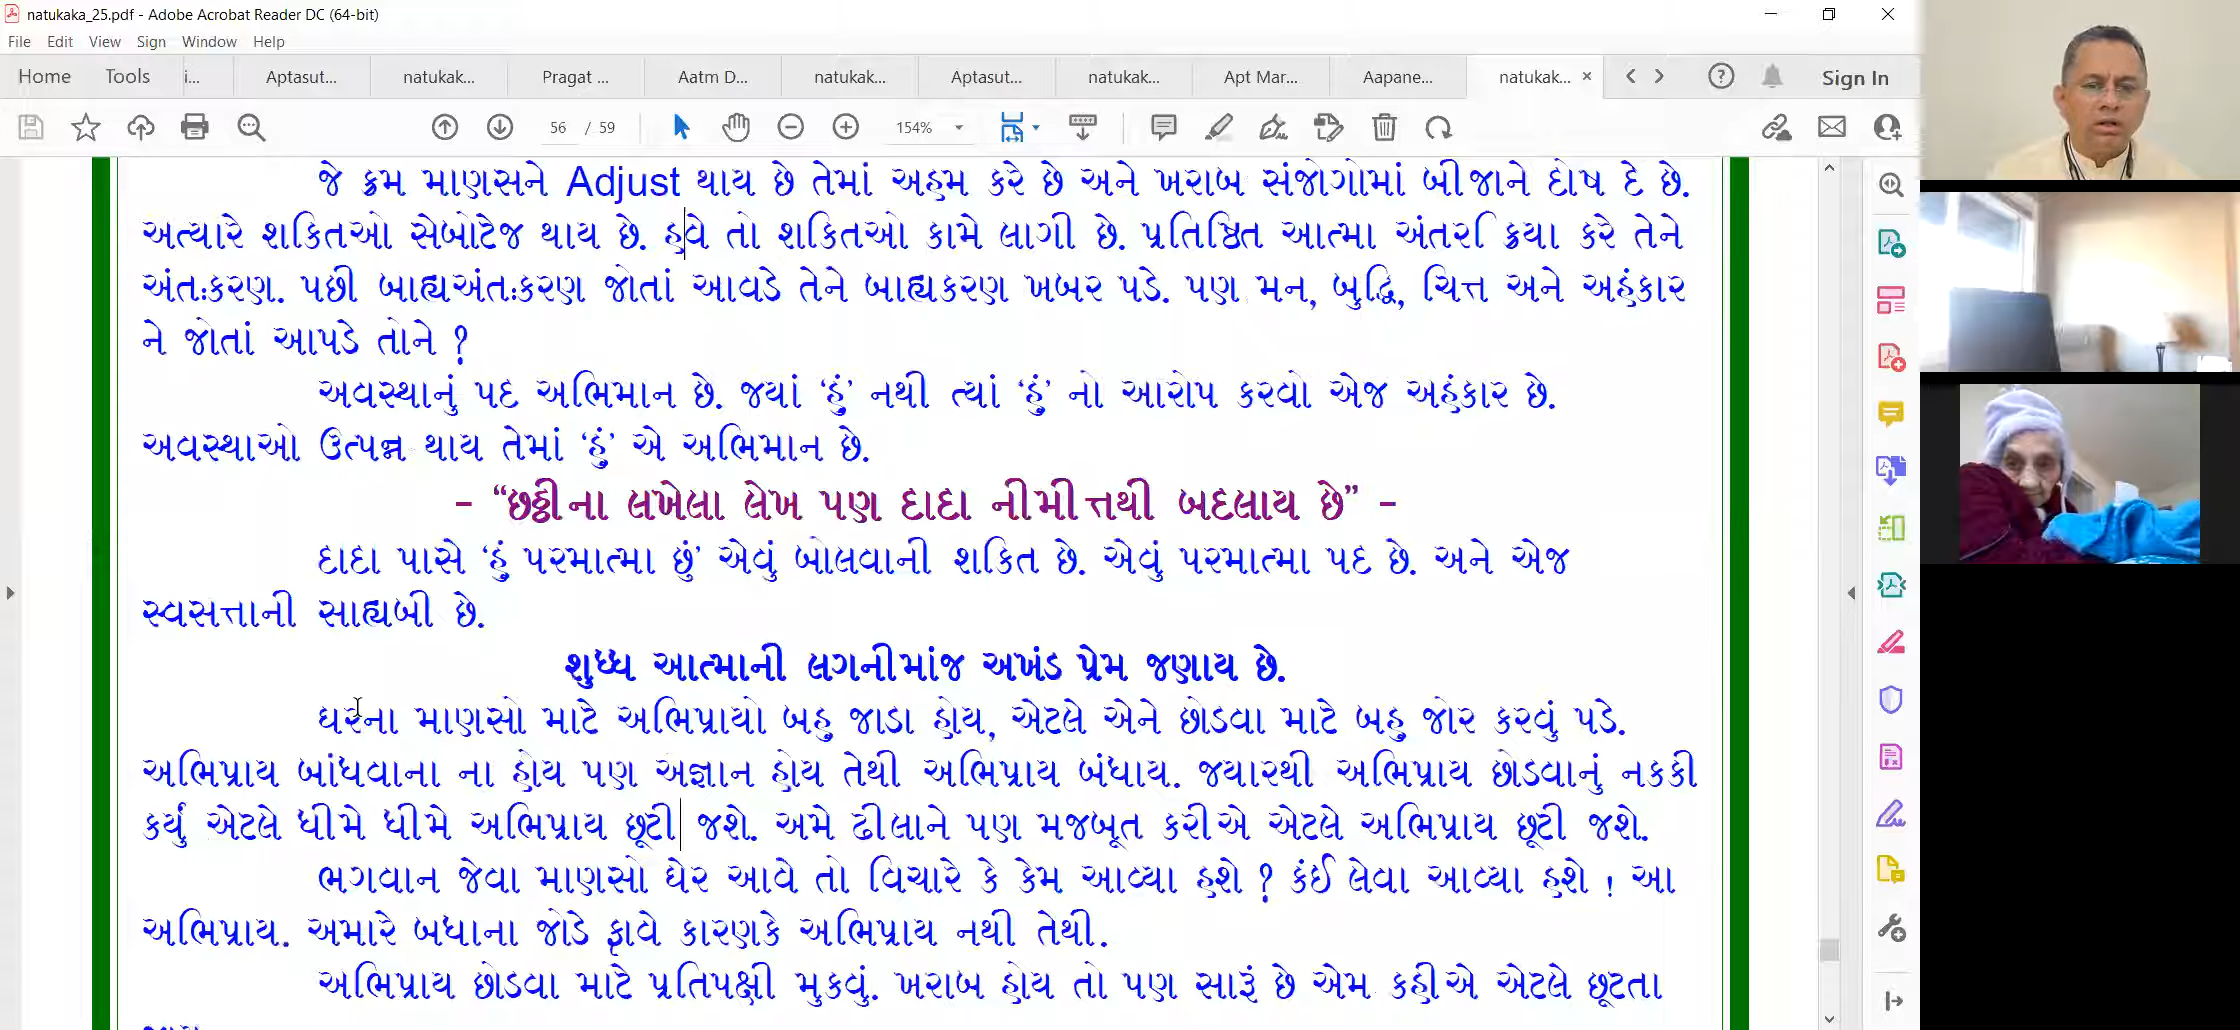 natukaka_25.pdf - Adobe Acrobat Reader DC (64-bit)
File Edit View Sign Window Help
Home Tools i... Aptasut... natukak... Pragat ... Aatm D... natukak... Aptasut... natukak... Apt Mar... Aapane... natukak... Sign In
56 / 59 154%
જે ક્રમ માણસને Adjust થાય છે તેમાં અહમ કરે છે અને ખરાબ સંજોગોમાં બીજાને દોષ દે છે.
અત્યારે શકિતઓ સેબોટેજ થાય છે. હવે તો શકિતઓ કામે લાગી છે. પ્રતિષ્ઠિત આત્મા અંતરક્રિયા કરે તેને
અંતઃકરણ. પછી બાહ્યઅંતઃકરણ જોતાં આવડે તેને બાહ્યકરણ ખબર પડે. પણ મન, બુદ્ધિ, ચિત્ત અને અહંકાર
ને જોતાં આપડે તોને ?
અવસ્થાનું પદ અભિમાન છે. જયાં ‘હું’ નથી ત્યાં ‘હું’ નો આરોપ કરવો એજ અહંકાર છે.
અવસ્થાઓ ઉત્પન્ન થાય તેમાં ‘હું’ એ અભિમાન છે.
- “છઠ્ઠીના લખેલા લેખ પણ દાદા નીમીત્તથી બદલાય છે” -
દાદા પાસે ‘હું પરમાત્મા છું’ એવું બોલવાની શકિત છે. એવું પરમાત્મા પદ છે. અને એજ
સ્વસત્તાની સાહ્યબી છે.
શુધ્ધ આત્માની લગનીમાંજ અખંડ પ્રેમ જણાય છે.
ઘરના માણસો માટે અભિપ્રાયો બહુ જાડા હોય, એટલે એને છોડવા માટે બહુ જોર કરવું પડે.
અભિપ્રાય બાંધવાના ના હોય પણ અજ્ઞાન હોય તેથી અભિપ્રાય બંધાય. જયારથી અભિપ્રાય છોડવાનું નકકી
કર્યું એટલે ધીમે ધીમે અભિપ્રાય છૂટી જશે. અમે ઢીલાને પણ મજબૂત કરીએ એટલે અભિપ્રાય છૂટી જશે.
ભગવાન જેવા માણસો ઘેર આવે તો વિચારે કે કેમ આવ્યા હશે ? કંઈ લેવા આવ્યા હશે ! આ
અભિપ્રાય. અમારે બધાના જોડે ફાવે કારણકે અભિપ્રાય નથી તેથી.
અભિપ્રાય છોડવા માટે પ્રતિપક્ષી મુકવું. ખરાબ હોય તો પણ સારૂં છે એમ કહીએ એટલે છૂટતા